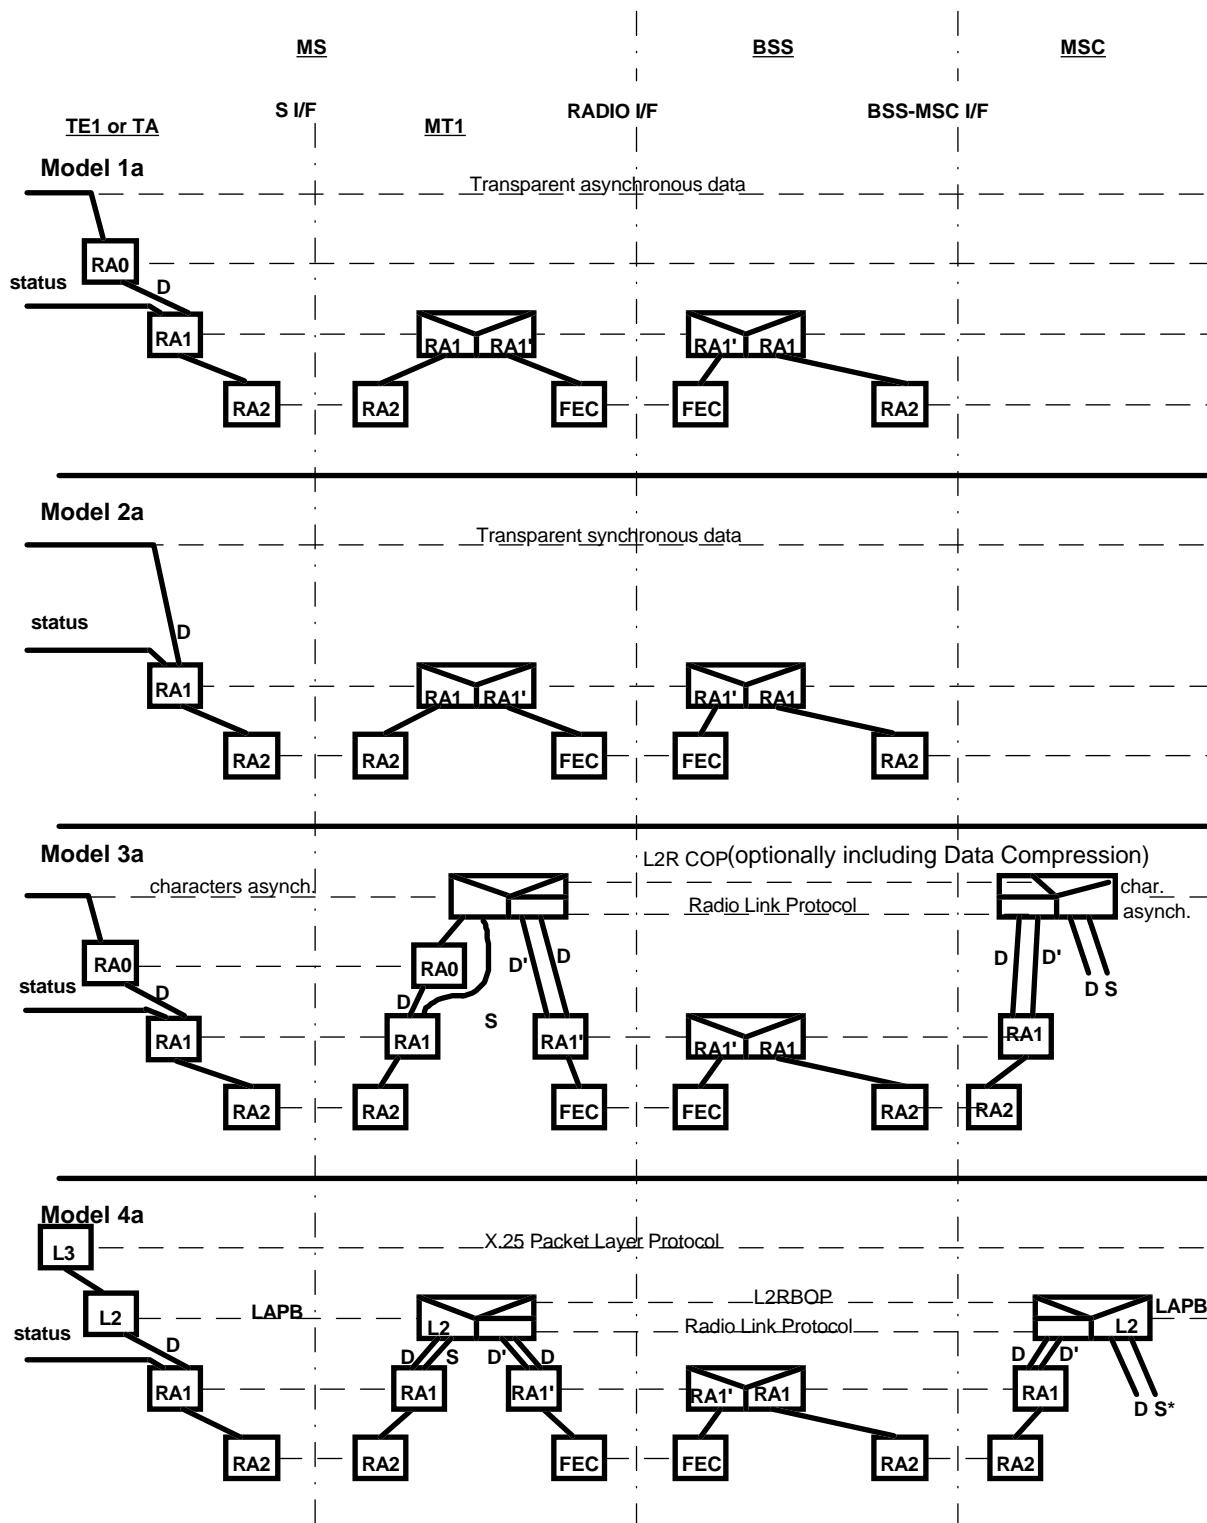 MS BSS MSC
S I/F RADIO I/F BSS-MSC I/F
TE1 or TA MT1
Model 1a
Transparent asynchronous data
RA0
status D
RA1 RA1 RA1' RA1' RA1
RA2 RA2 FEC FEC RA2
Model 2a
Transparent synchronous data
status D
RA1 RA1 RA1' RA1' RA1
RA2 RA2 FEC FEC RA2
Model 3a
L2R COP(optionally including Data Compression)
characters asynch. char.
Radio Link Protocol asynch.
RA0 RA0 D' D D D'
status D D S D S
RA1 RA1 RA1' RA1' RA1 RA1
RA2 RA2 FEC FEC RA2 RA2
Model 4a
L3 X.25 Packet Layer Protocol
L2RBOP
L2 LAPB LAPB
status L2 Radio Link Protocol L2
D D S D' D D D'
RA1 RA1 RA1' RA1' RA1 RA1
D S*
RA2 RA2 FEC FEC RA2 RA2